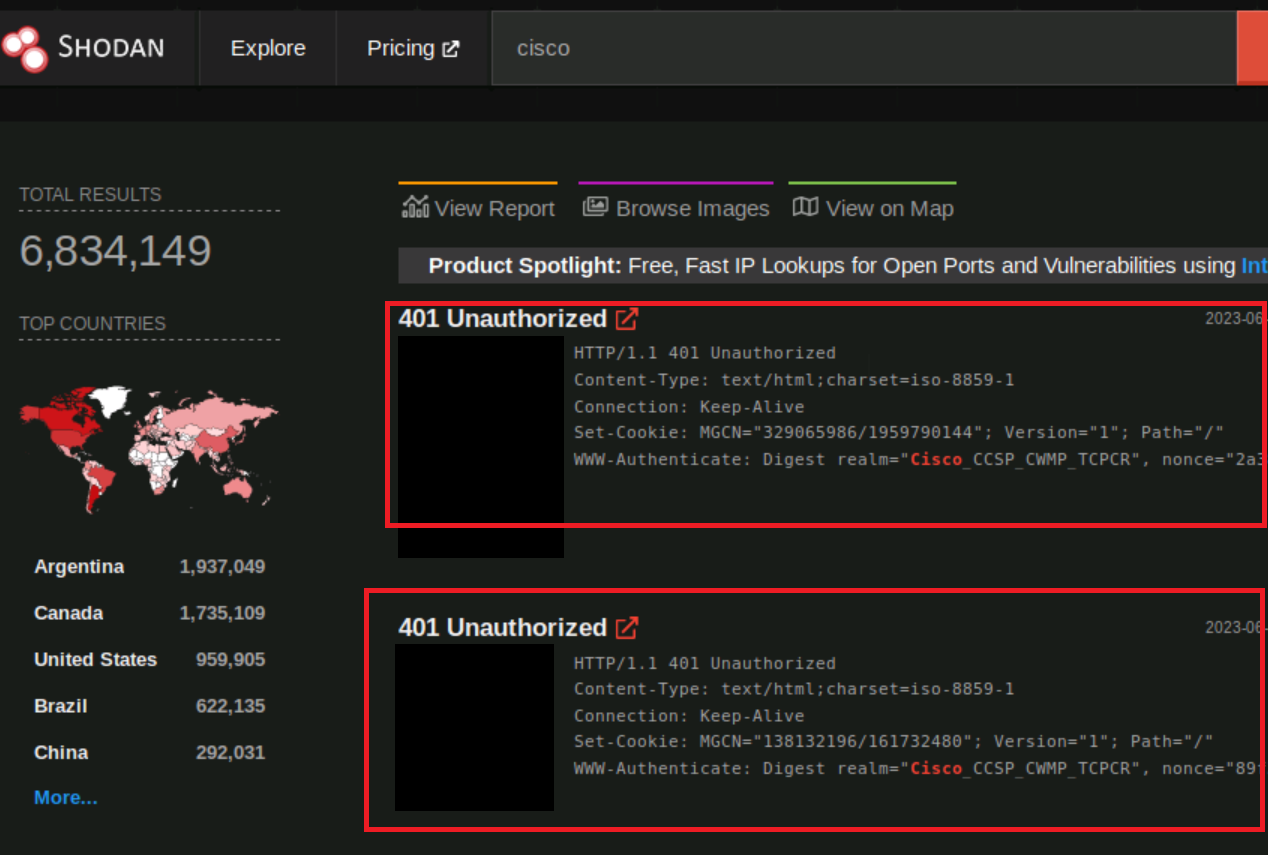 SHODAN Explore Pricing cisco
TOTAL RESULTS
6,834,149
TOP COUNTRIES
Argentina 1,937,049
Canada 1,735,109
United States 959,905
Brazil 622,135
China 292,031
More...
View Report Browse Images View on Map
Product Spotlight: Free, Fast IP Lookups for Open Ports and Vulnerabilities using Int
401 Unauthorized 2023-06-
HTTP/1.1 401 Unauthorized
Content-Type: text/html;charset=iso-8859-1
Connection: Keep-Alive
Set-Cookie: MGCN="329065986/1959790144"; Version="1"; Path="/"
WWW-Authenticate: Digest realm="Cisco_CCSP_CWMP_TCPCR", nonce="2a3
401 Unauthorized 2023-06-
HTTP/1.1 401 Unauthorized
Content-Type: text/html;charset=iso-8859-1
Connection: Keep-Alive
Set-Cookie: MGCN="138132196/161732480"; Version="1"; Path="/"
WWW-Authenticate: Digest realm="Cisco_CCSP_CWMP_TCPCR", nonce="89